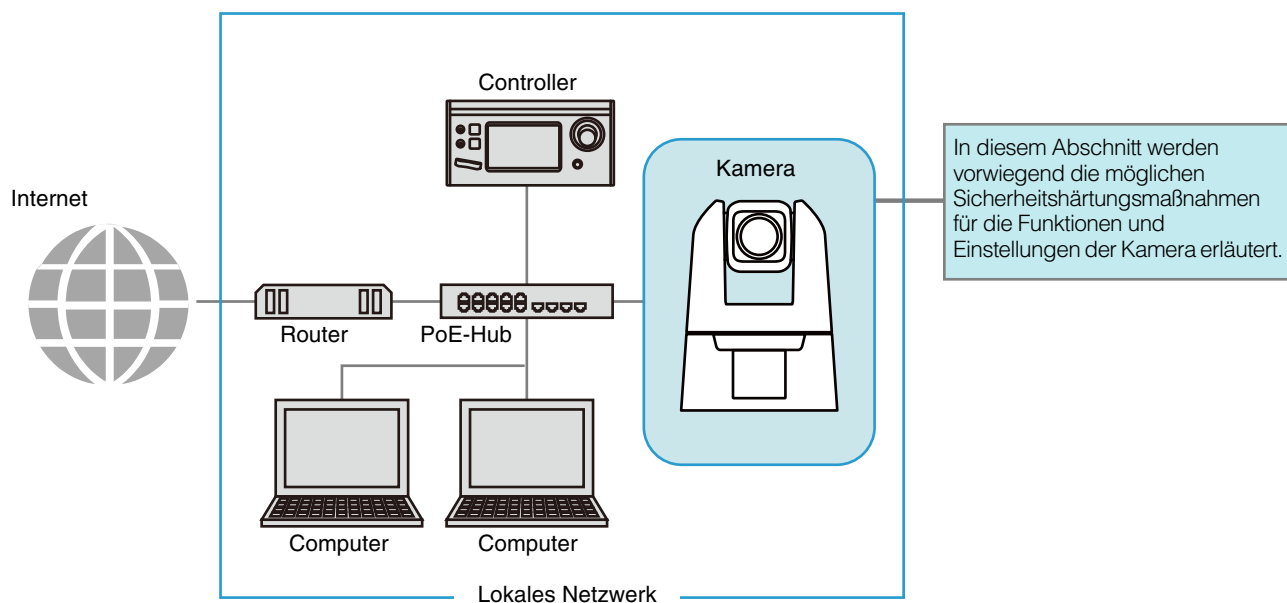 Controller
Kamera
In diesem Abschnitt werden
vorwiegend die möglichen
Sicherheitshärtungsmaßnahmen
für die Funktionen und
Einstellungen der Kamera erläutert.
Internet
Router
PoE-Hub
Computer
Computer
Lokales Netzwerk